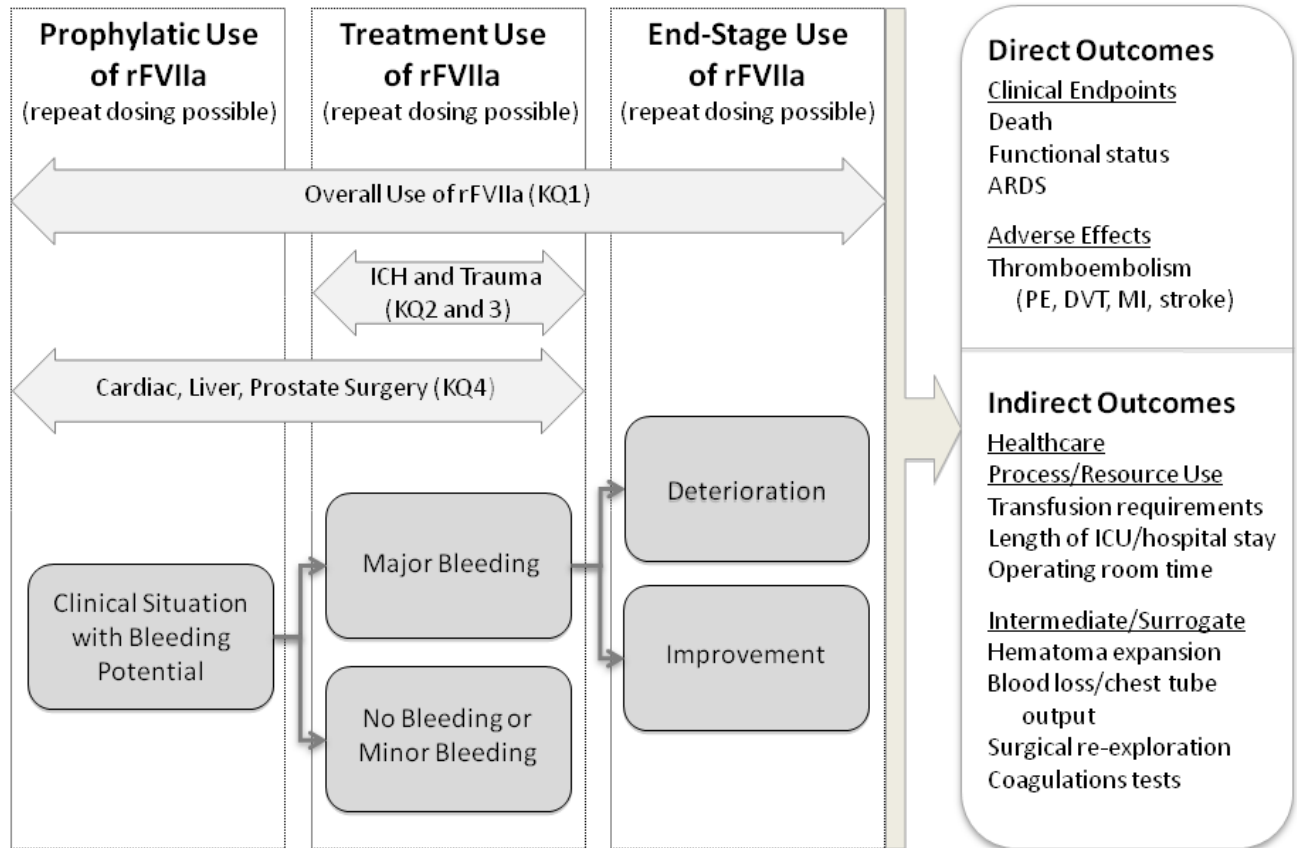 Prophylatic Use
of rFVIIa
(repeat dosing possible)
Treatment Use
of rFVIIa
(repeat dosing possible)
End-Stage Use
of rFVIIa
(repeat dosing possible)
Overall Use of rFVIIa (KQ1)
ICH and Trauma
(KQ2 and 3)
Cardiac, Liver, Prostate Surgery (KQ4)
Clinical Situation
with Bleeding
Potential
Major Bleeding
No Bleeding or
Minor Bleeding
Deterioration
Improvement
Direct Outcomes
Clinical Endpoints
Death
Functional status
ARDS
Adverse Effects
Thromboembolism
(PE, DVT, MI, stroke)
Indirect Outcomes
Healthcare
Process/Resource Use
Transfusion requirements
Length of ICU/hospital stay
Operating room time
Intermediate/Surrogate
Hematoma expansion
Blood loss/chest tube
output
Surgical re-exploration
Coagulations tests